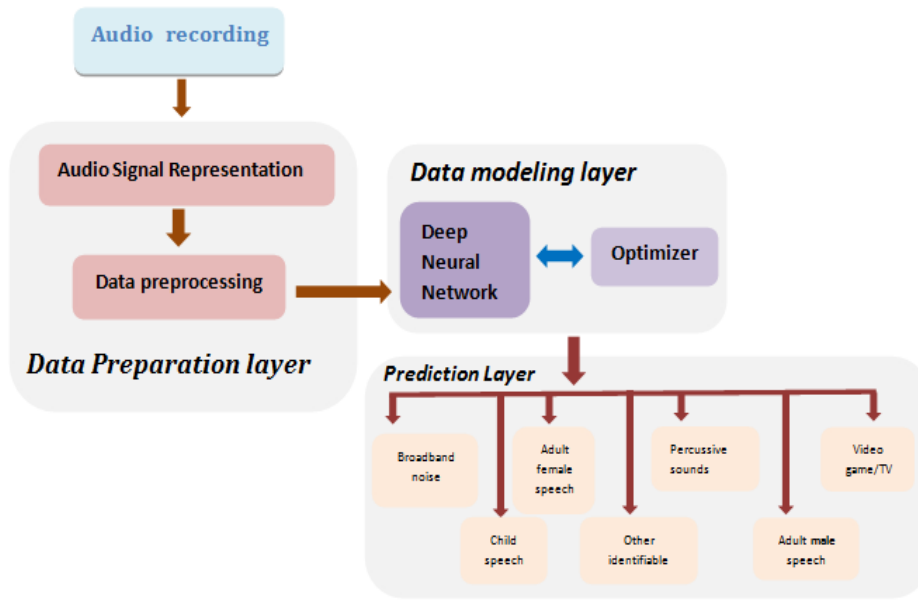 Audio recording
Audio Signal Representation
Data preprocessing
Data Preparation layer
Data modeling layer
Deep
Neural
Network
Optimizer
Prediction Layer
Broadband
noise
Adult
female
speech
Percussive
sounds
Video
game/TV
Child
speech
Other
identifiable
Adult male
speech